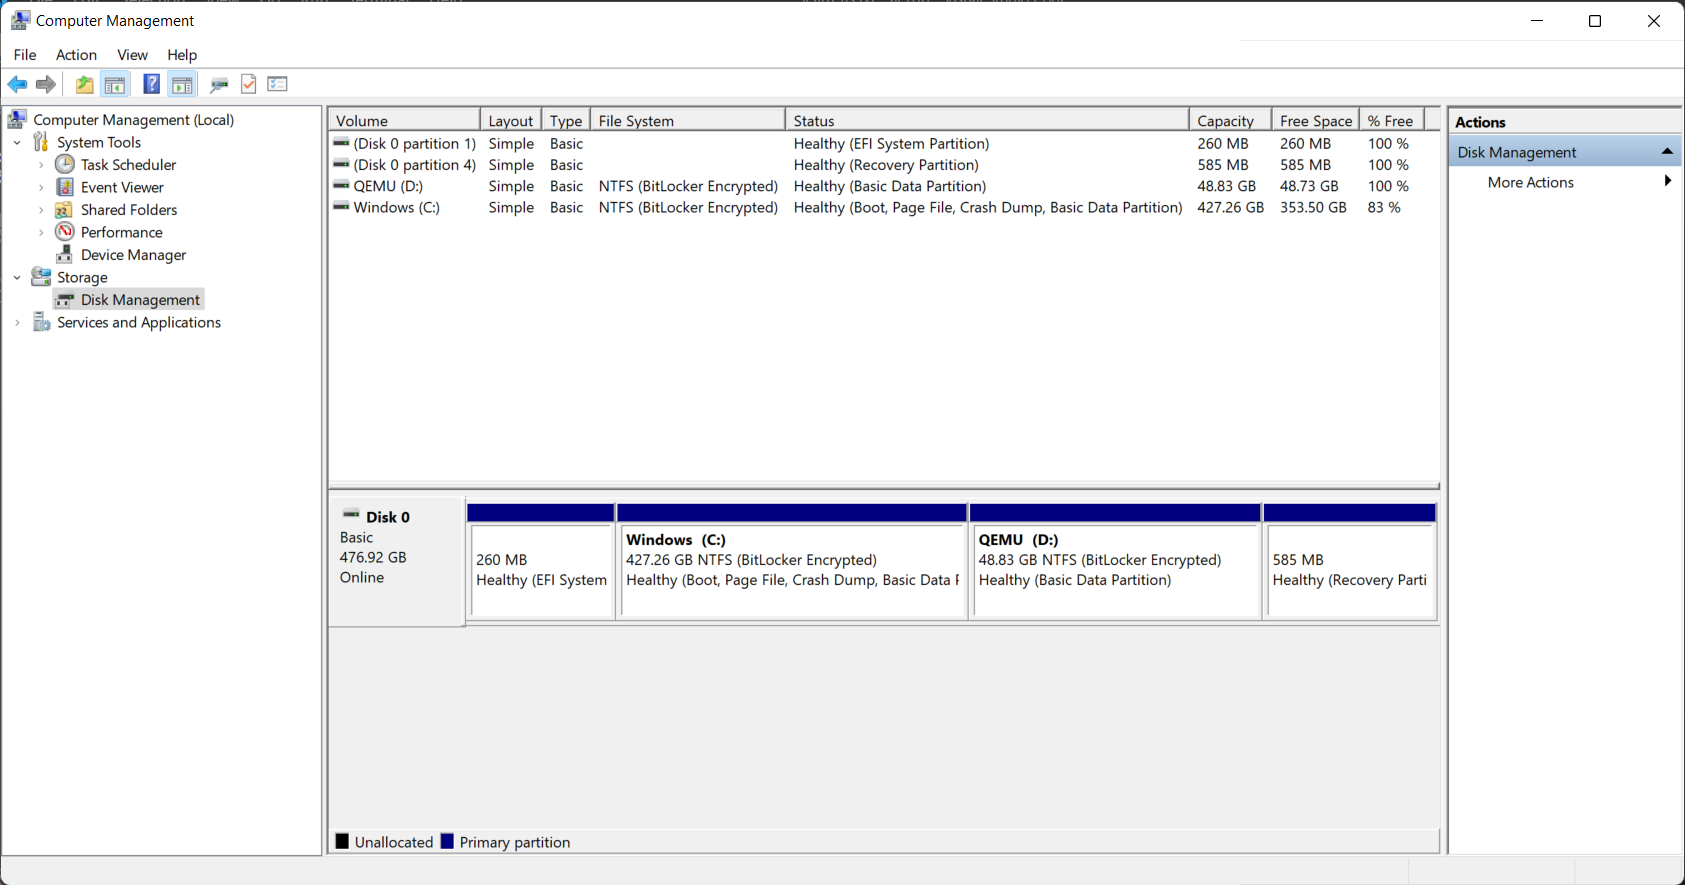 Computer Management
File Action View Help
Computer Management (Local)
System Tools
Task Scheduler
Event Viewer
Shared Folders
Performance
Device Manager
Storage
Disk Management
Services and Applications
Volume Layout Type File System Status Capacity Free Space % Free
(Disk 0 partition 1) Simple Basic Healthy (EFI System Partition) 260 MB 260 MB 100 %
(Disk 0 partition 4) Simple Basic Healthy (Recovery Partition) 585 MB 585 MB 100 %
QEMU (D:) Simple Basic NTFS (BitLocker Encrypted) Healthy (Basic Data Partition) 48.83 GB 48.73 GB 100 %
Windows (C:) Simple Basic NTFS (BitLocker Encrypted) Healthy (Boot, Page File, Crash Dump, Basic Data Partition) 427.26 GB 353.50 GB 83 %
Disk 0
Basic
476.92 GB
Online
260 MB
Healthy (EFI System
Windows (C:)
427.26 GB NTFS (BitLocker Encrypted)
Healthy (Boot, Page File, Crash Dump, Basic Data
QEMU (D:)
48.83 GB NTFS (BitLocker Encrypted)
Healthy (Basic Data Partition)
585 MB
Healthy (Recovery Parti
Unallocated Primary partition
Actions
Disk Management
More Actions